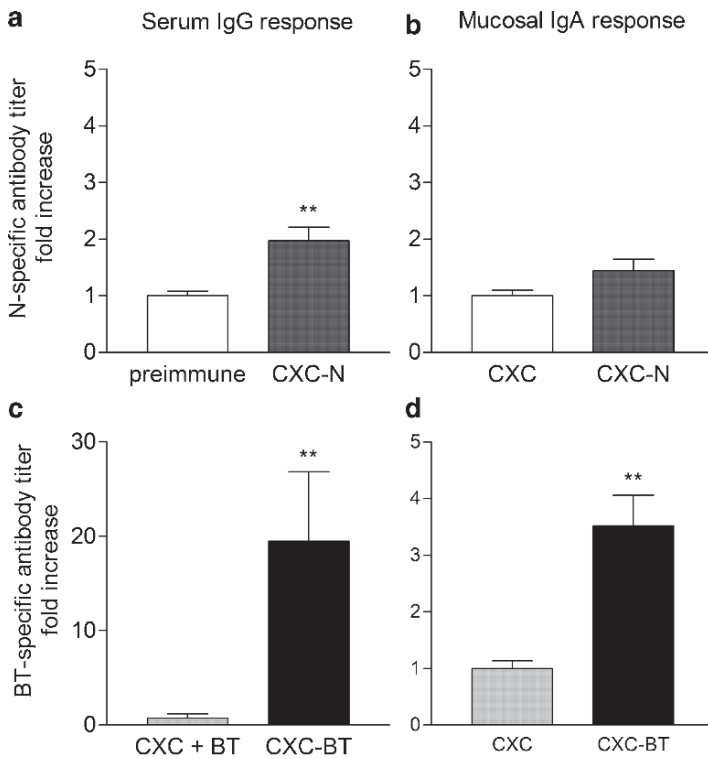 a
Serum IgG response
b
Mucosal IgA response
N-specific antibody titer
fold increase
5
4
3
2
1
0
**
preimmune
CXC-N
5
4
3
2
1
0
CXC
CXC-N
c
BT-specific antibody titer
fold increase
30
20
10
0
**
CXC + BT
CXC-BT
d
5
4
3
2
1
0
**
CXC
CXC-BT